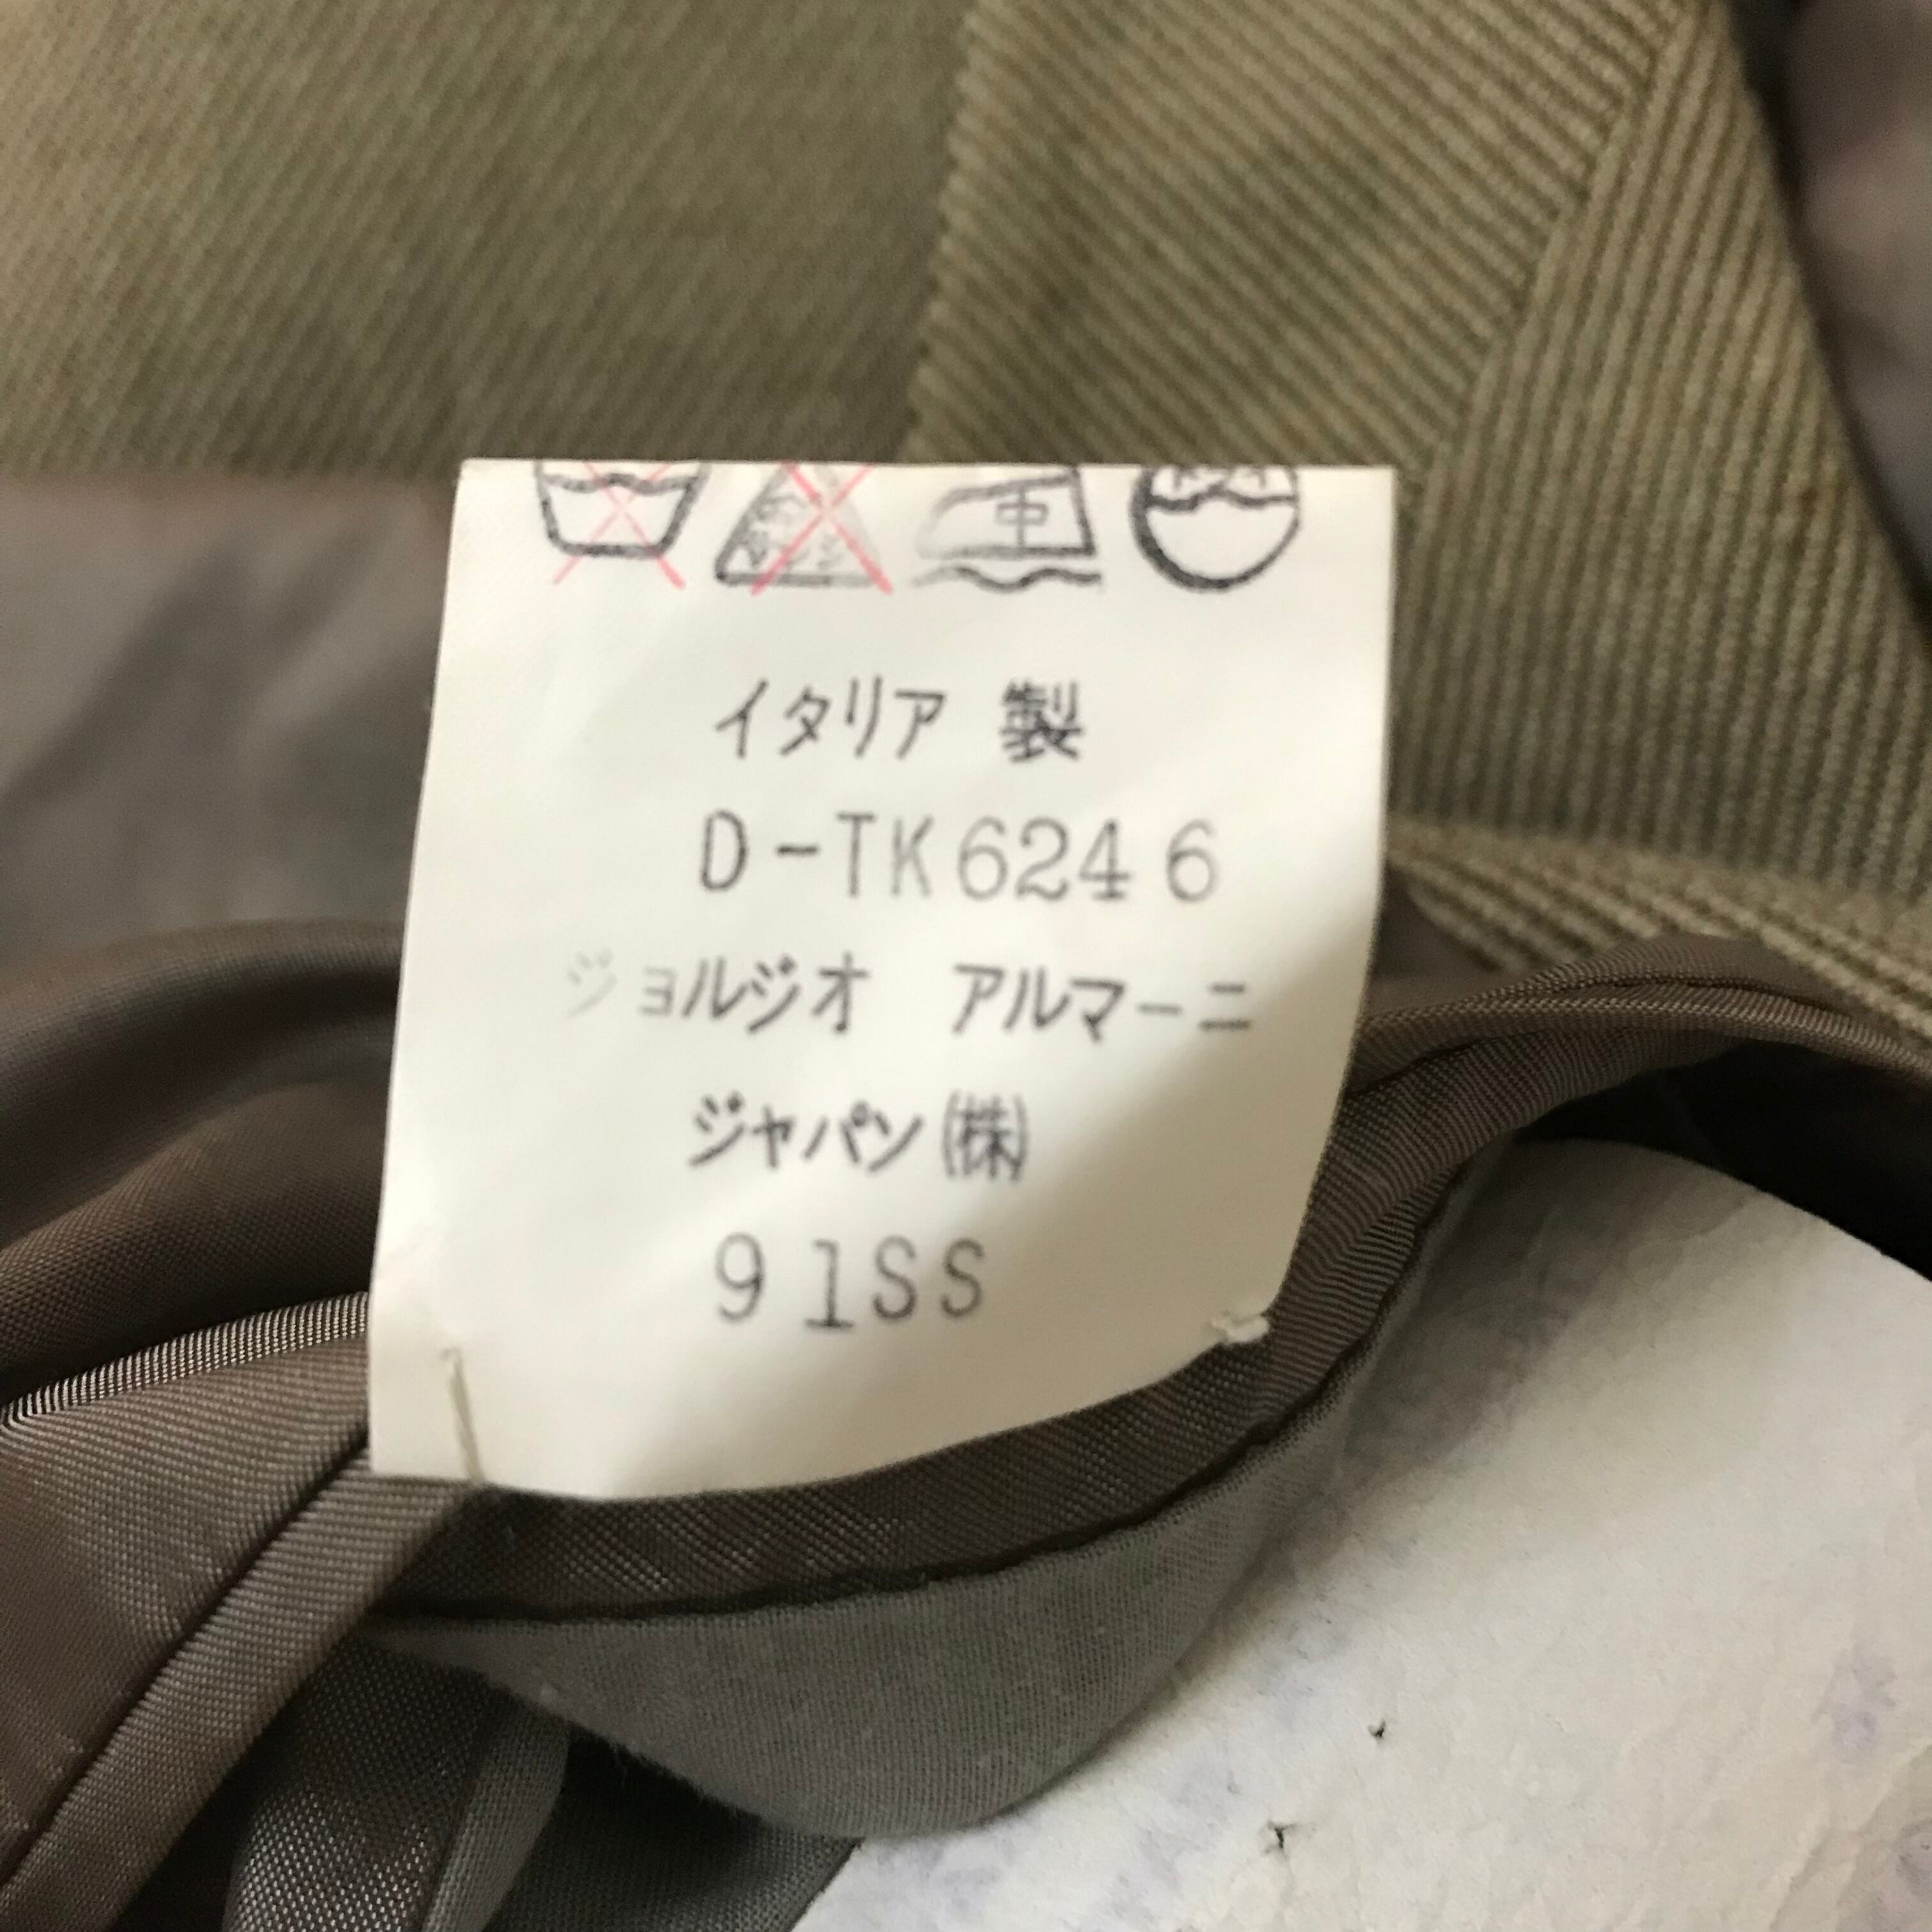 中
イタリア 製
D-TK6246
ジョルジオ アルマーニ
ジャパン(株)
91SS